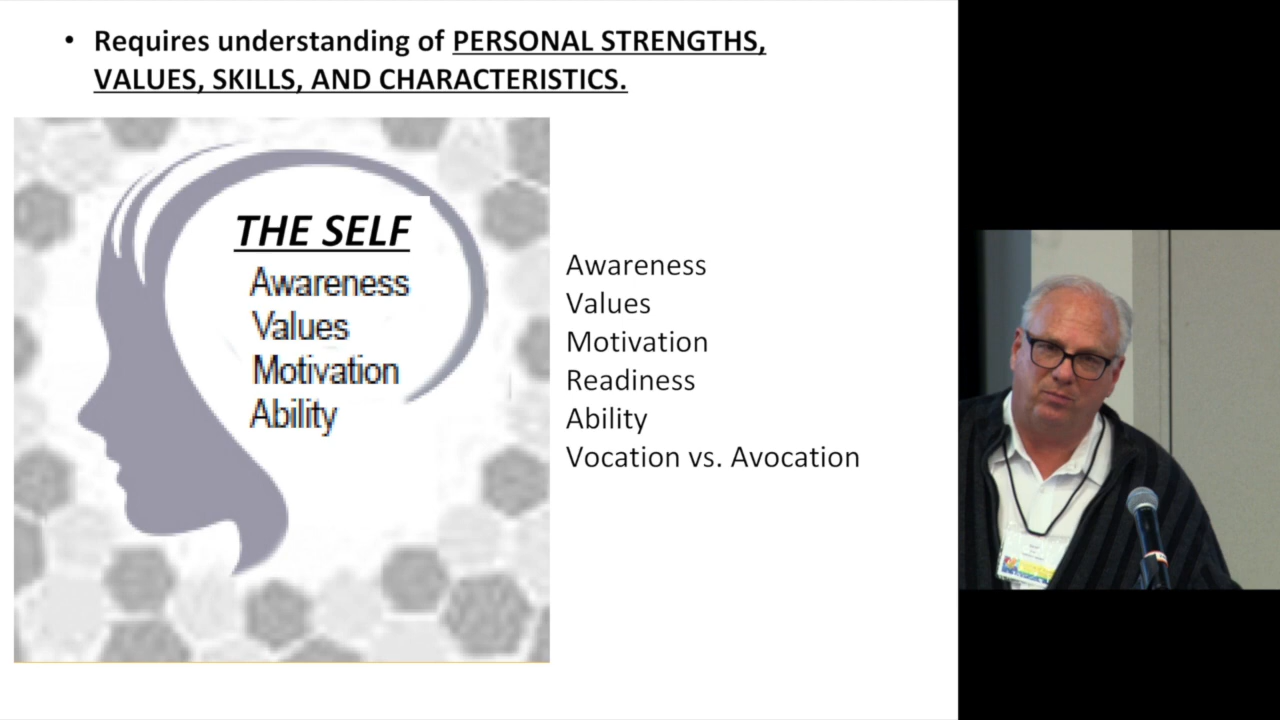 • Requires understanding of PERSONAL STRENGTHS,
VALUES, SKILLS, AND CHARACTERISTICS.
THE SELF
Awareness
Values
Motivation
Ability
Awareness
Values
Motivation
Readiness
Ability
Vocation vs. Avocation